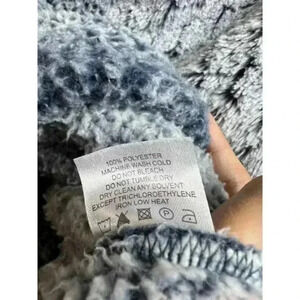 100% POLYESTER
MACHINE WASH COLD
DO NOT BLEACH
DO NOT TUMBLE DRY
DRY CLEAN ANY SOLVENT
EXCEPT TRICHLOROETHYLENE
IRON LOW HEAT